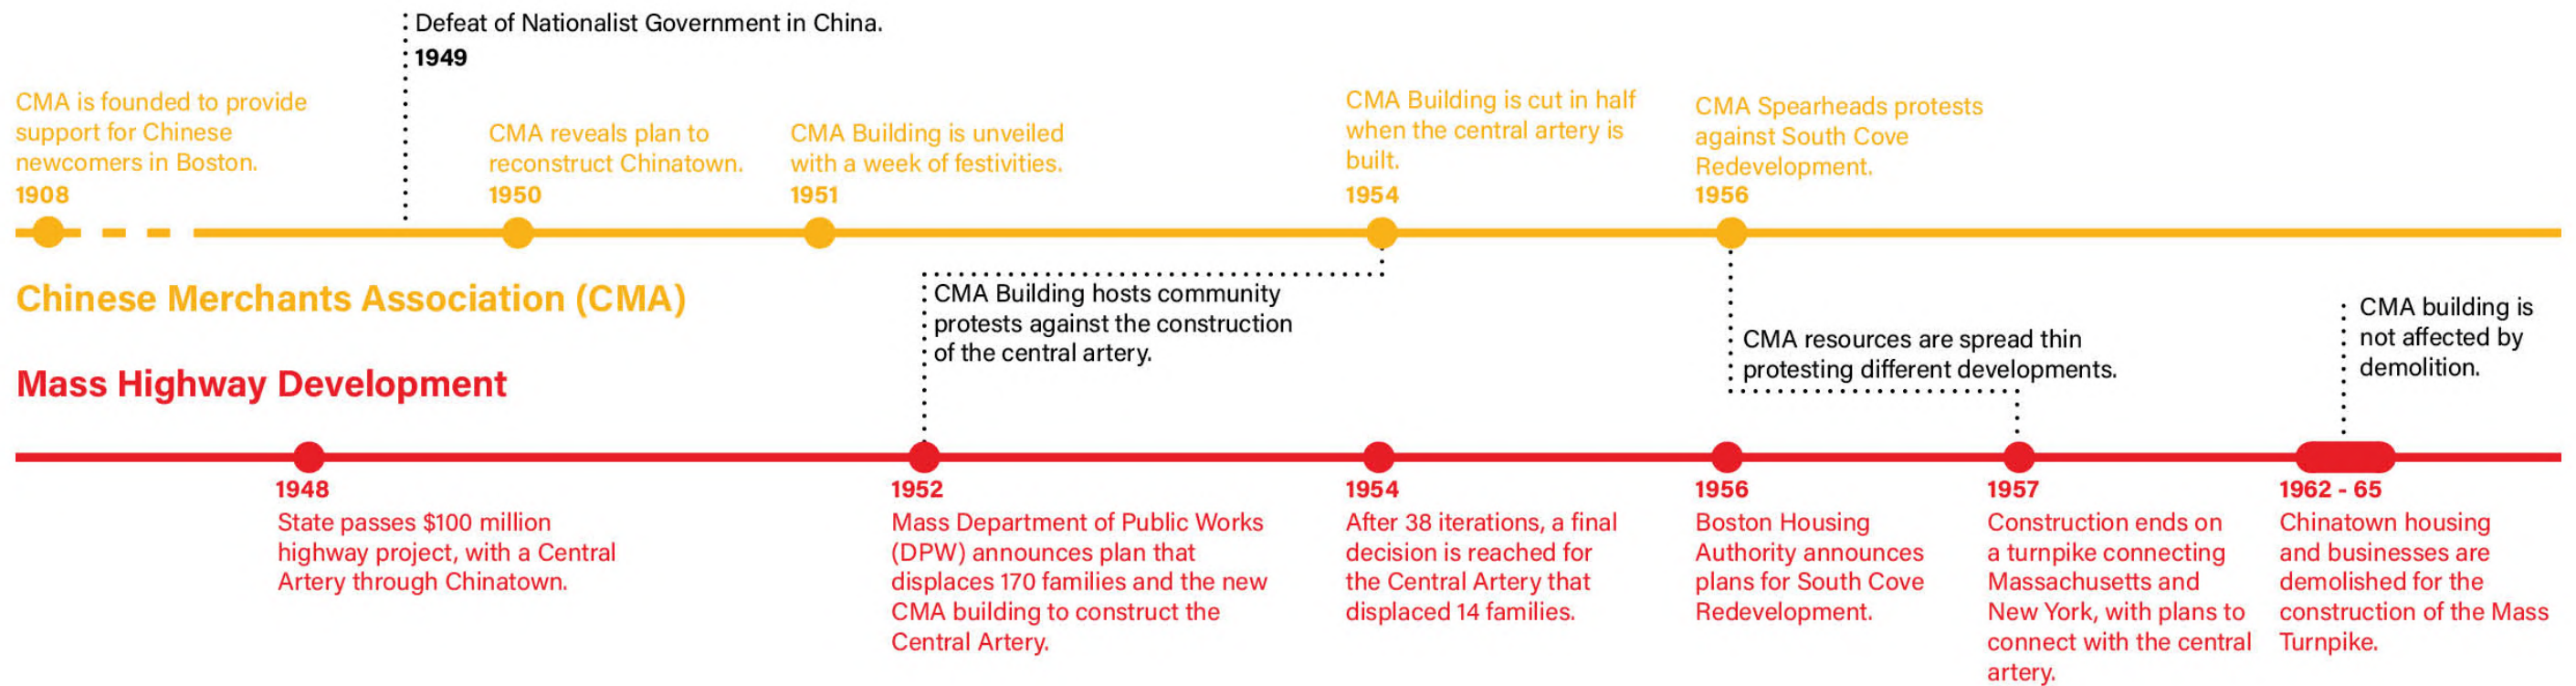 Defeat of Nationalist Government in China.
1949
CMA is founded to provide
support for Chinese
newcomers in Boston.
1908
CMA reveals plan to
reconstruct Chinatown.
1950
CMA Building is unveiled
with a week of festivities.
1951
CMA Building is cut in half
when the central artery is
built.
1954
CMA Spearheads protests
against South Cove
Redevelopment.
1956
Chinese Merchants Association (CMA)
CMA Building hosts community
protests against the construction
of the central artery.
CMA resources are spread thin
protesting different developments.
CMA building is
not affected by
demolition.
Mass Highway Development
1948
State passes $100 million
highway project, with a Central
Artery through Chinatown.
1952
Mass Department of Public Works
(DPW) announces plan that
displaces 170 families and the new
CMA building to construct the
Central Artery.
1954
After 38 iterations, a final
decision is reached for
the Central Artery that
displaced 14 families.
1956
Boston Housing
Authority announces
plans for South Cove
Redevelopment.
1957
Construction ends on
a turnpike connecting
Massachusetts and
New York, with plans to
connect with the central
artery.
1962 - 65
Chinatown housing
and businesses are
demolished for the
construction of the Mass
Turnpike.